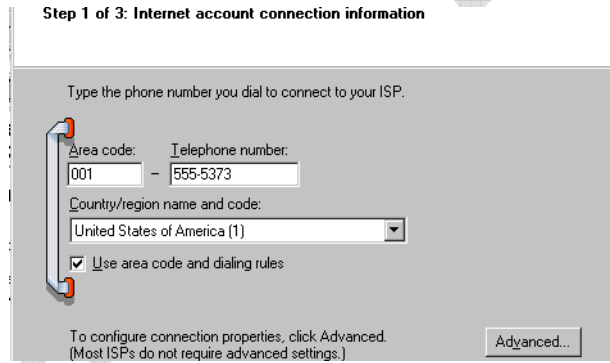 Step 1 of 3: Internet account connection information
Type the phone number you dial to connect to your ISP.
Area code: Telephone number:
001 – 555-5373
Country/region name and code:
United States of America (1)
Use area code and dialing rules
To configure connection properties, click Advanced.
(Most ISPs do not require advanced settings.)
Advanced...